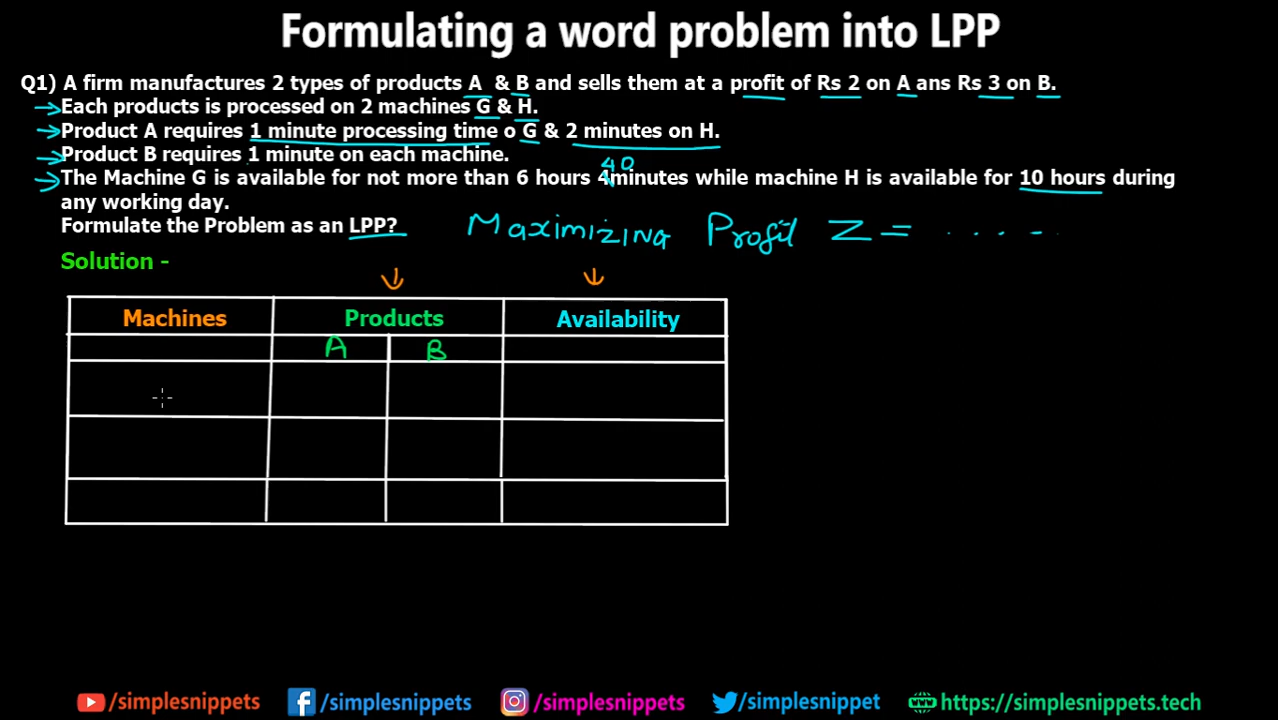 Formulating a word problem into LPP
Q1) A firm manufactures 2 types of products A & B and sells them at a profit of Rs 2 on A ans Rs 3 on B.
Each products is processed on 2 machines G & H.
Product A requires 1 minute processing time o G & 2 minutes on H.
Product B requires 1 minute on each machine.
40
The Machine G is available for not more than 6 hours 4minutes while machine H is available for 10 hours during
any working day.
Formulate the Problem as an LPP? Maximizing Profit Z = ......
Solution -
Machines Products Availability
A B
/simplesnippets /simplesnippets /simplesnippets /simplesnippet https://simplesnippets.tech